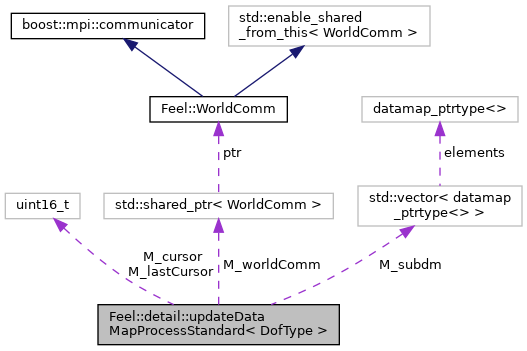 boost::mpi::communicator
std::enable_shared
_from_this< WorldComm >
Feel::WorldComm
datamap_ptrtype<>
ptr
elements
uint16_t
std::shared_ptr< WorldComm >
std::vector< datamap
_ptrtype<> >
M_cursor
M_lastCursor
M_worldComm
M_subdm
Feel::detail::updateData
MapProcessStandard< DofType >